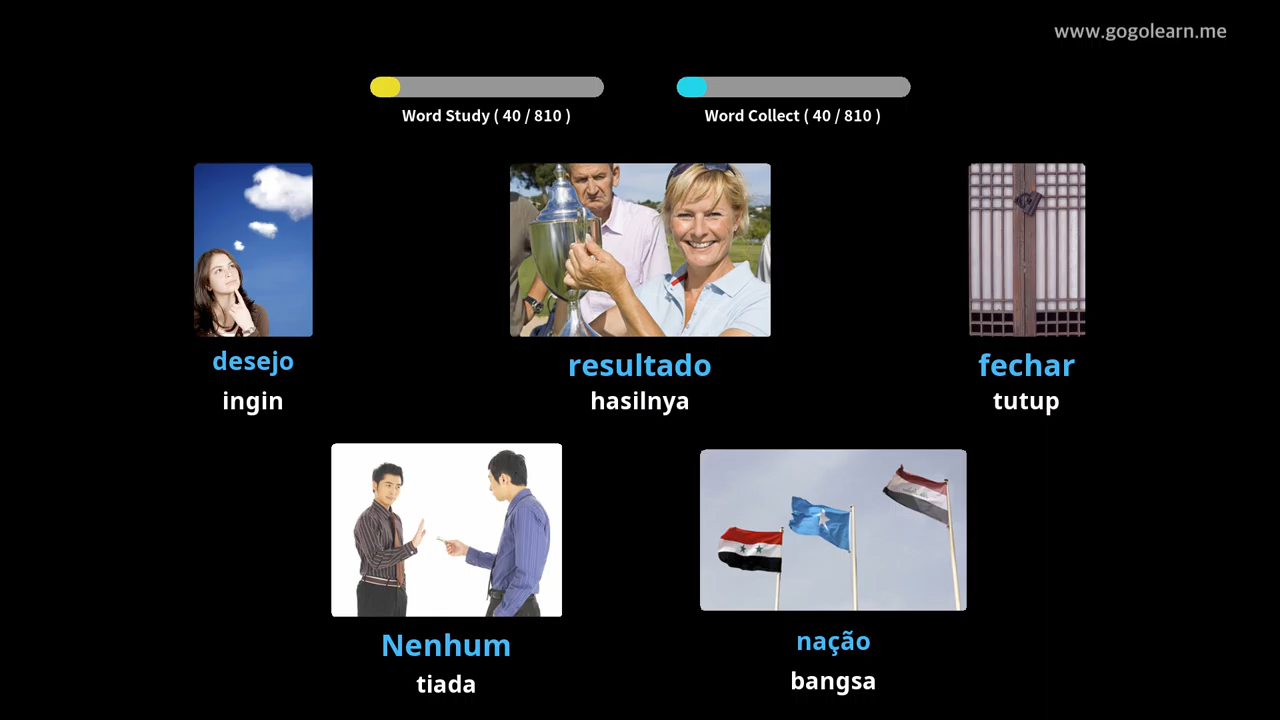 www.gogolearn.me
Word Study ( 40 / 810 )
Word Collect ( 40 / 810 )
desejo
ingin
resultado
hasilnya
fechar
tutup
Nenhum
tiada
nação
bangsa